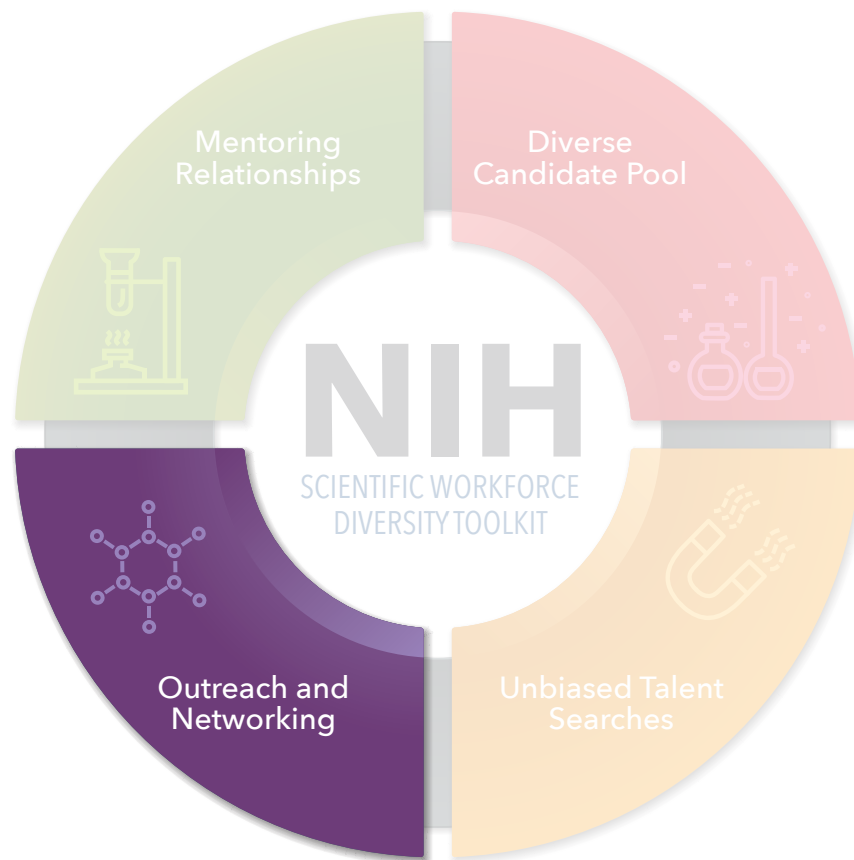 Mentoring
Relationships
Diverse
Candidate Pool
NIH
SCIENTIFIC WORKFORCE
DIVERSITY TOOLKIT
Outreach and
Networking
Unbiased Talent
Searches